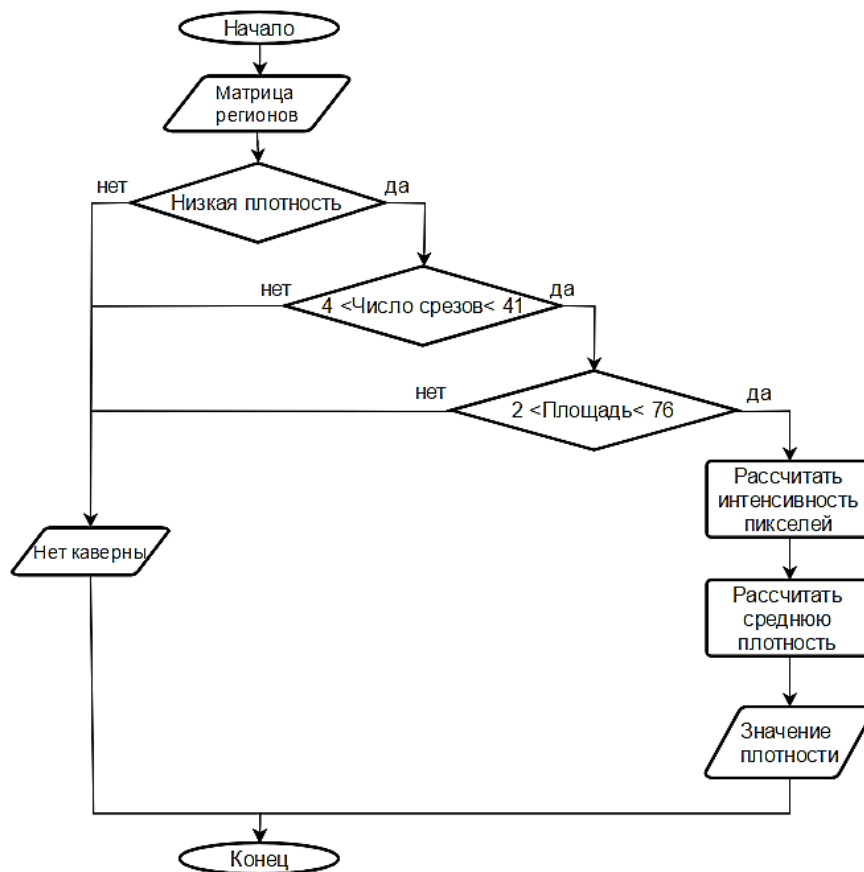 Начало
Матрица
регионов
нет
да
Низкая плотность
нет
да
4 <Число срезов< 41
нет
да
2 <Площадь< 76
Рассчитать
интенсивность
пикселей
Нет каверны
Рассчитать
среднюю
плотность
Значение
плотности
Конец